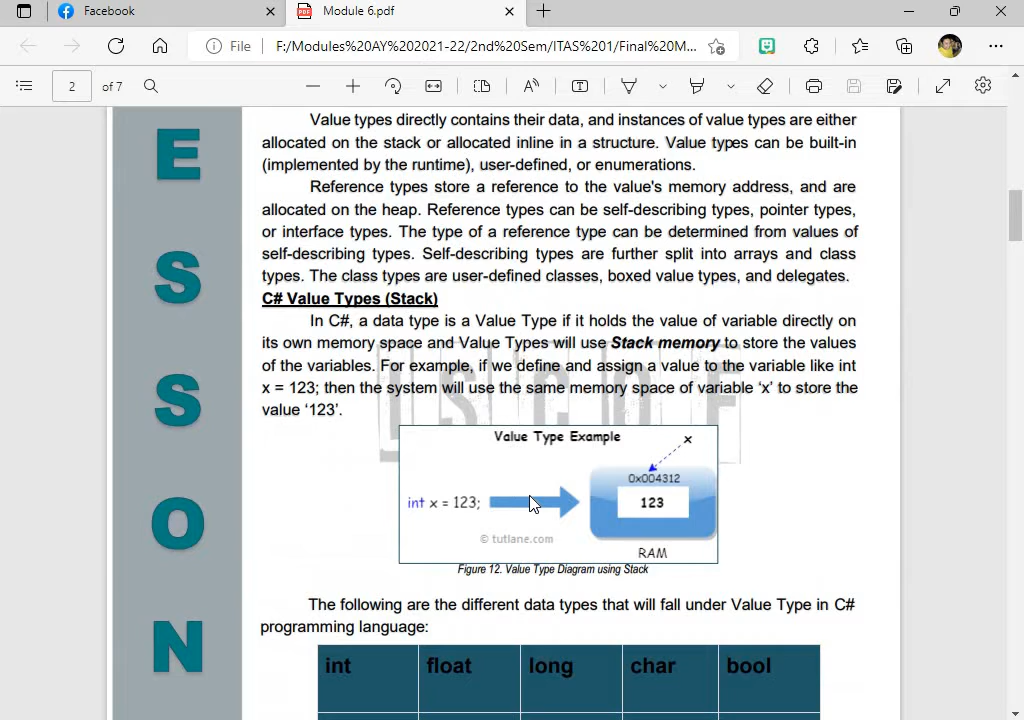 Facebook
Module 6.pdf
File
F:/Modules%20AY%202021-22/2nd%20Sem/ITAS%201/Final%20M...
2
of 7
Value types directly contains their data, and instances of value types are either
allocated on the stack or allocated inline in a structure. Value types can be built-in
(implemented by the runtime), user-defined, or enumerations.
Reference types store a reference to the value's memory address, and are
allocated on the heap. Reference types can be self-describing types, pointer types,
or interface types. The type of a reference type can be determined from values of
self-describing types. Self-describing types are further split into arrays and class
types. The class types are user-defined classes, boxed value types, and delegates.
C# Value Types (Stack)
In C#, a data type is a Value Type if it holds the value of variable directly on
its own memory space and Value Types will use Stack memory to store the values
of the variables. For example, if we define and assign a value to the variable like int
x = 123; then the system will use the same memory space of variable ‘x’ to store the
value ‘123’.
Value Type Example
x
0x004312
int x = 123;
123
© tutlane.com
RAM
Figure 12. Value Type Diagram using Stack
The following are the different data types that will fall under Value Type in C#
programming language:
int
float
long
char
bool
E
S
S
O
N